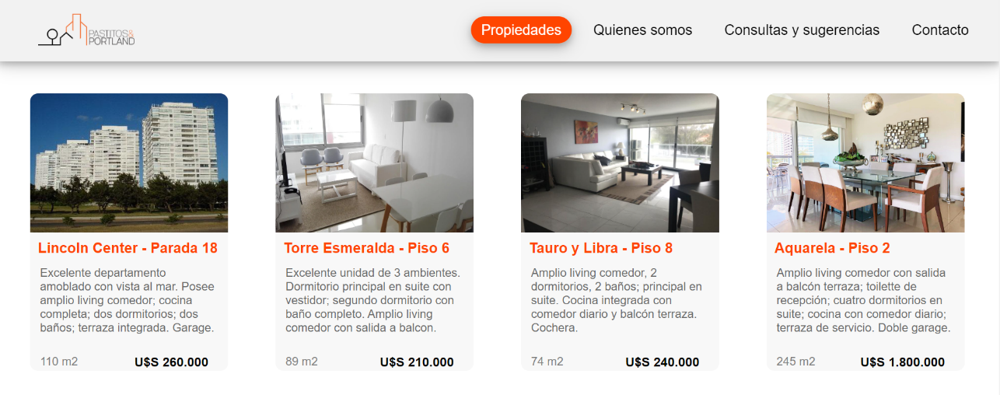 PASTITOS&
PORTLAND
Propiedades
Quienes somos
Consultas y sugerencias
Contacto
Lincoln Center - Parada 18
Excelente departamento
amoblado con vista al mar. Posee
amplio living comedor; cocina
completa; dos dormitorios; dos
baños; terraza integrada. Garage.
110 m2
U$S 260.000
Torre Esmeralda - Piso 6
Excelente unidad de 3 ambientes.
Dormitorio principal en suite con
vestidor; segundo dormitorio con
baño completo. Amplio living
comedor con salida a balcon.
89 m2
U$S 210.000
Tauro y Libra - Piso 8
Amplio living comedor, 2
dormitorios, 2 baños; principal en
suite. Cocina integrada con
comedor diario y balcón terraza.
Cochera.
74 m2
U$S 240.000
Aquarela - Piso 2
Amplio living comedor con salida
a balcón terraza; toilette de
recepción; cuatro dormitorios en
suite; cocina con comedor diario;
terraza de servicio. Doble garage.
245 m2
U$S 1.800.000